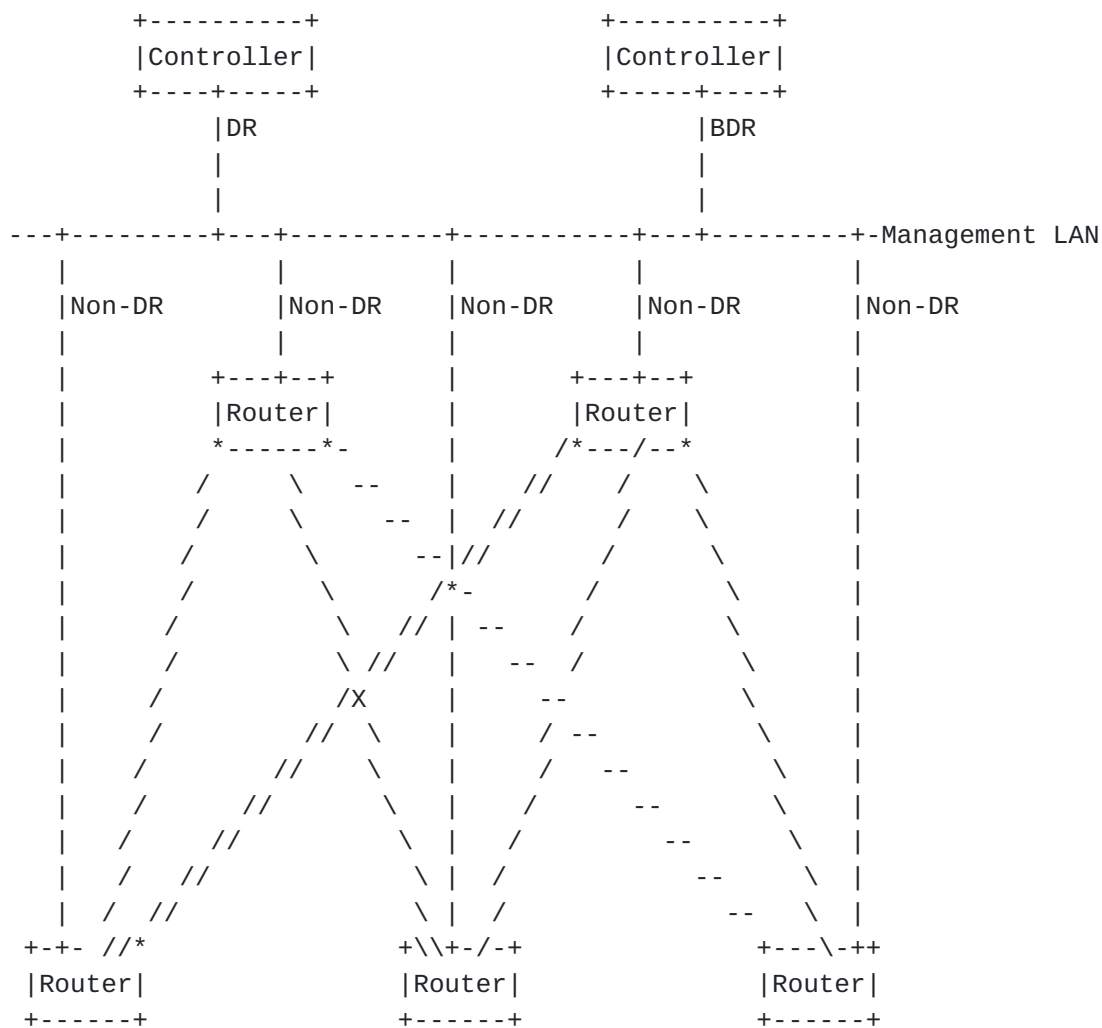 Controller Controller
DR BDR
Management LAN
Non-DR Non-DR Non-DR Non-DR Non-DR
Router Router
X
Router Router Router